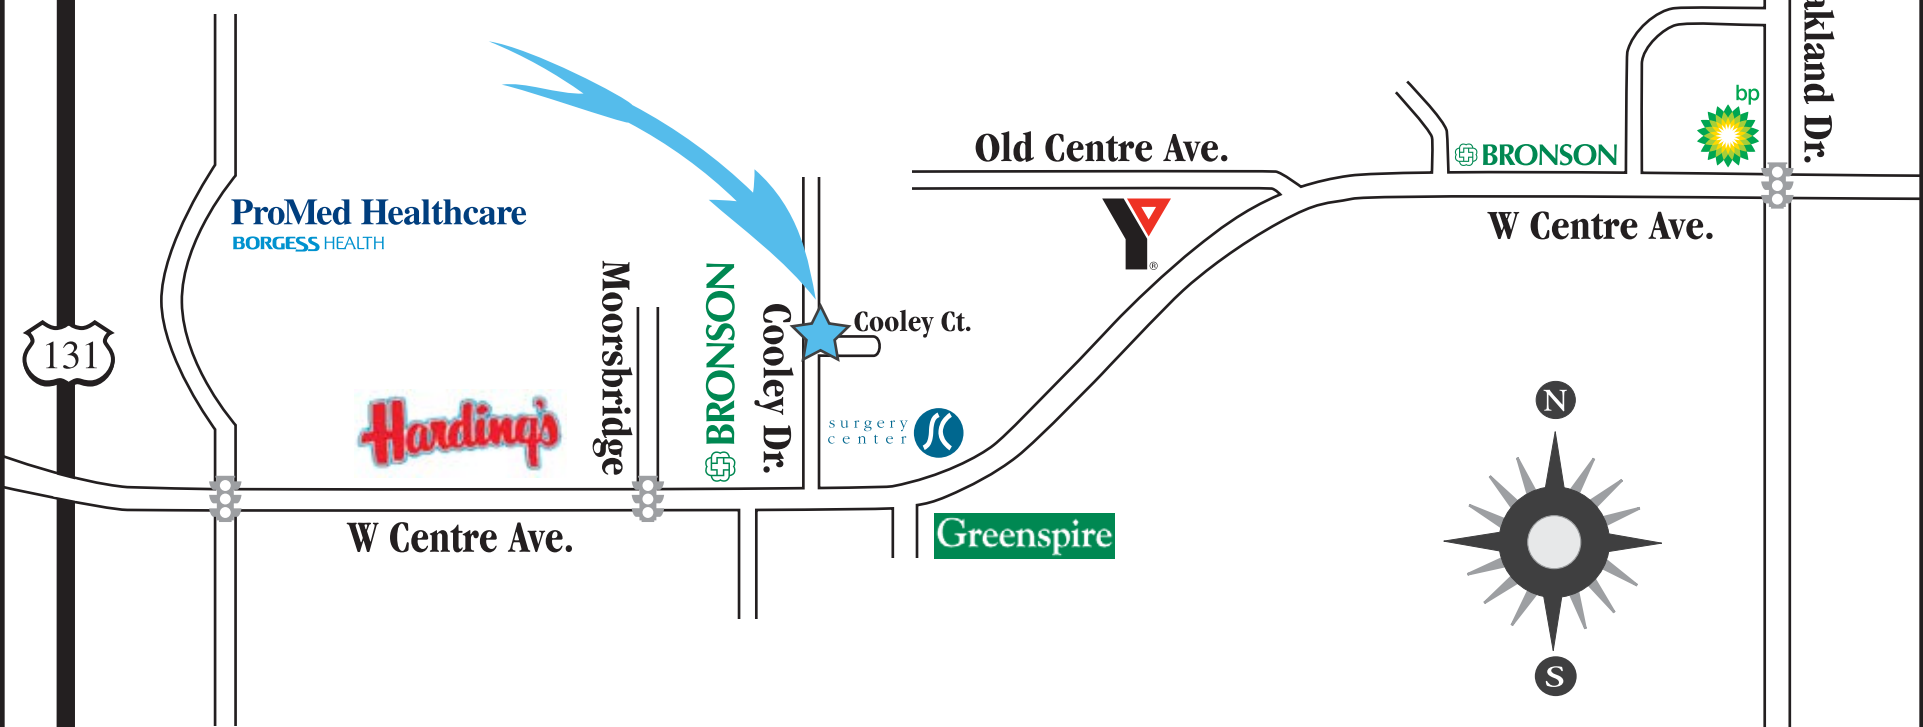 akland Dr.
bp
Old Centre Ave.
BRONSON
ProMed Healthcare
BORGESS HEALTH
®
W Centre Ave.
Moorsbridge
BRONSON
Cooley Dr.
Cooley Ct.
131
Harding's
surgery
center
N
W Centre Ave.
Greenspire
S